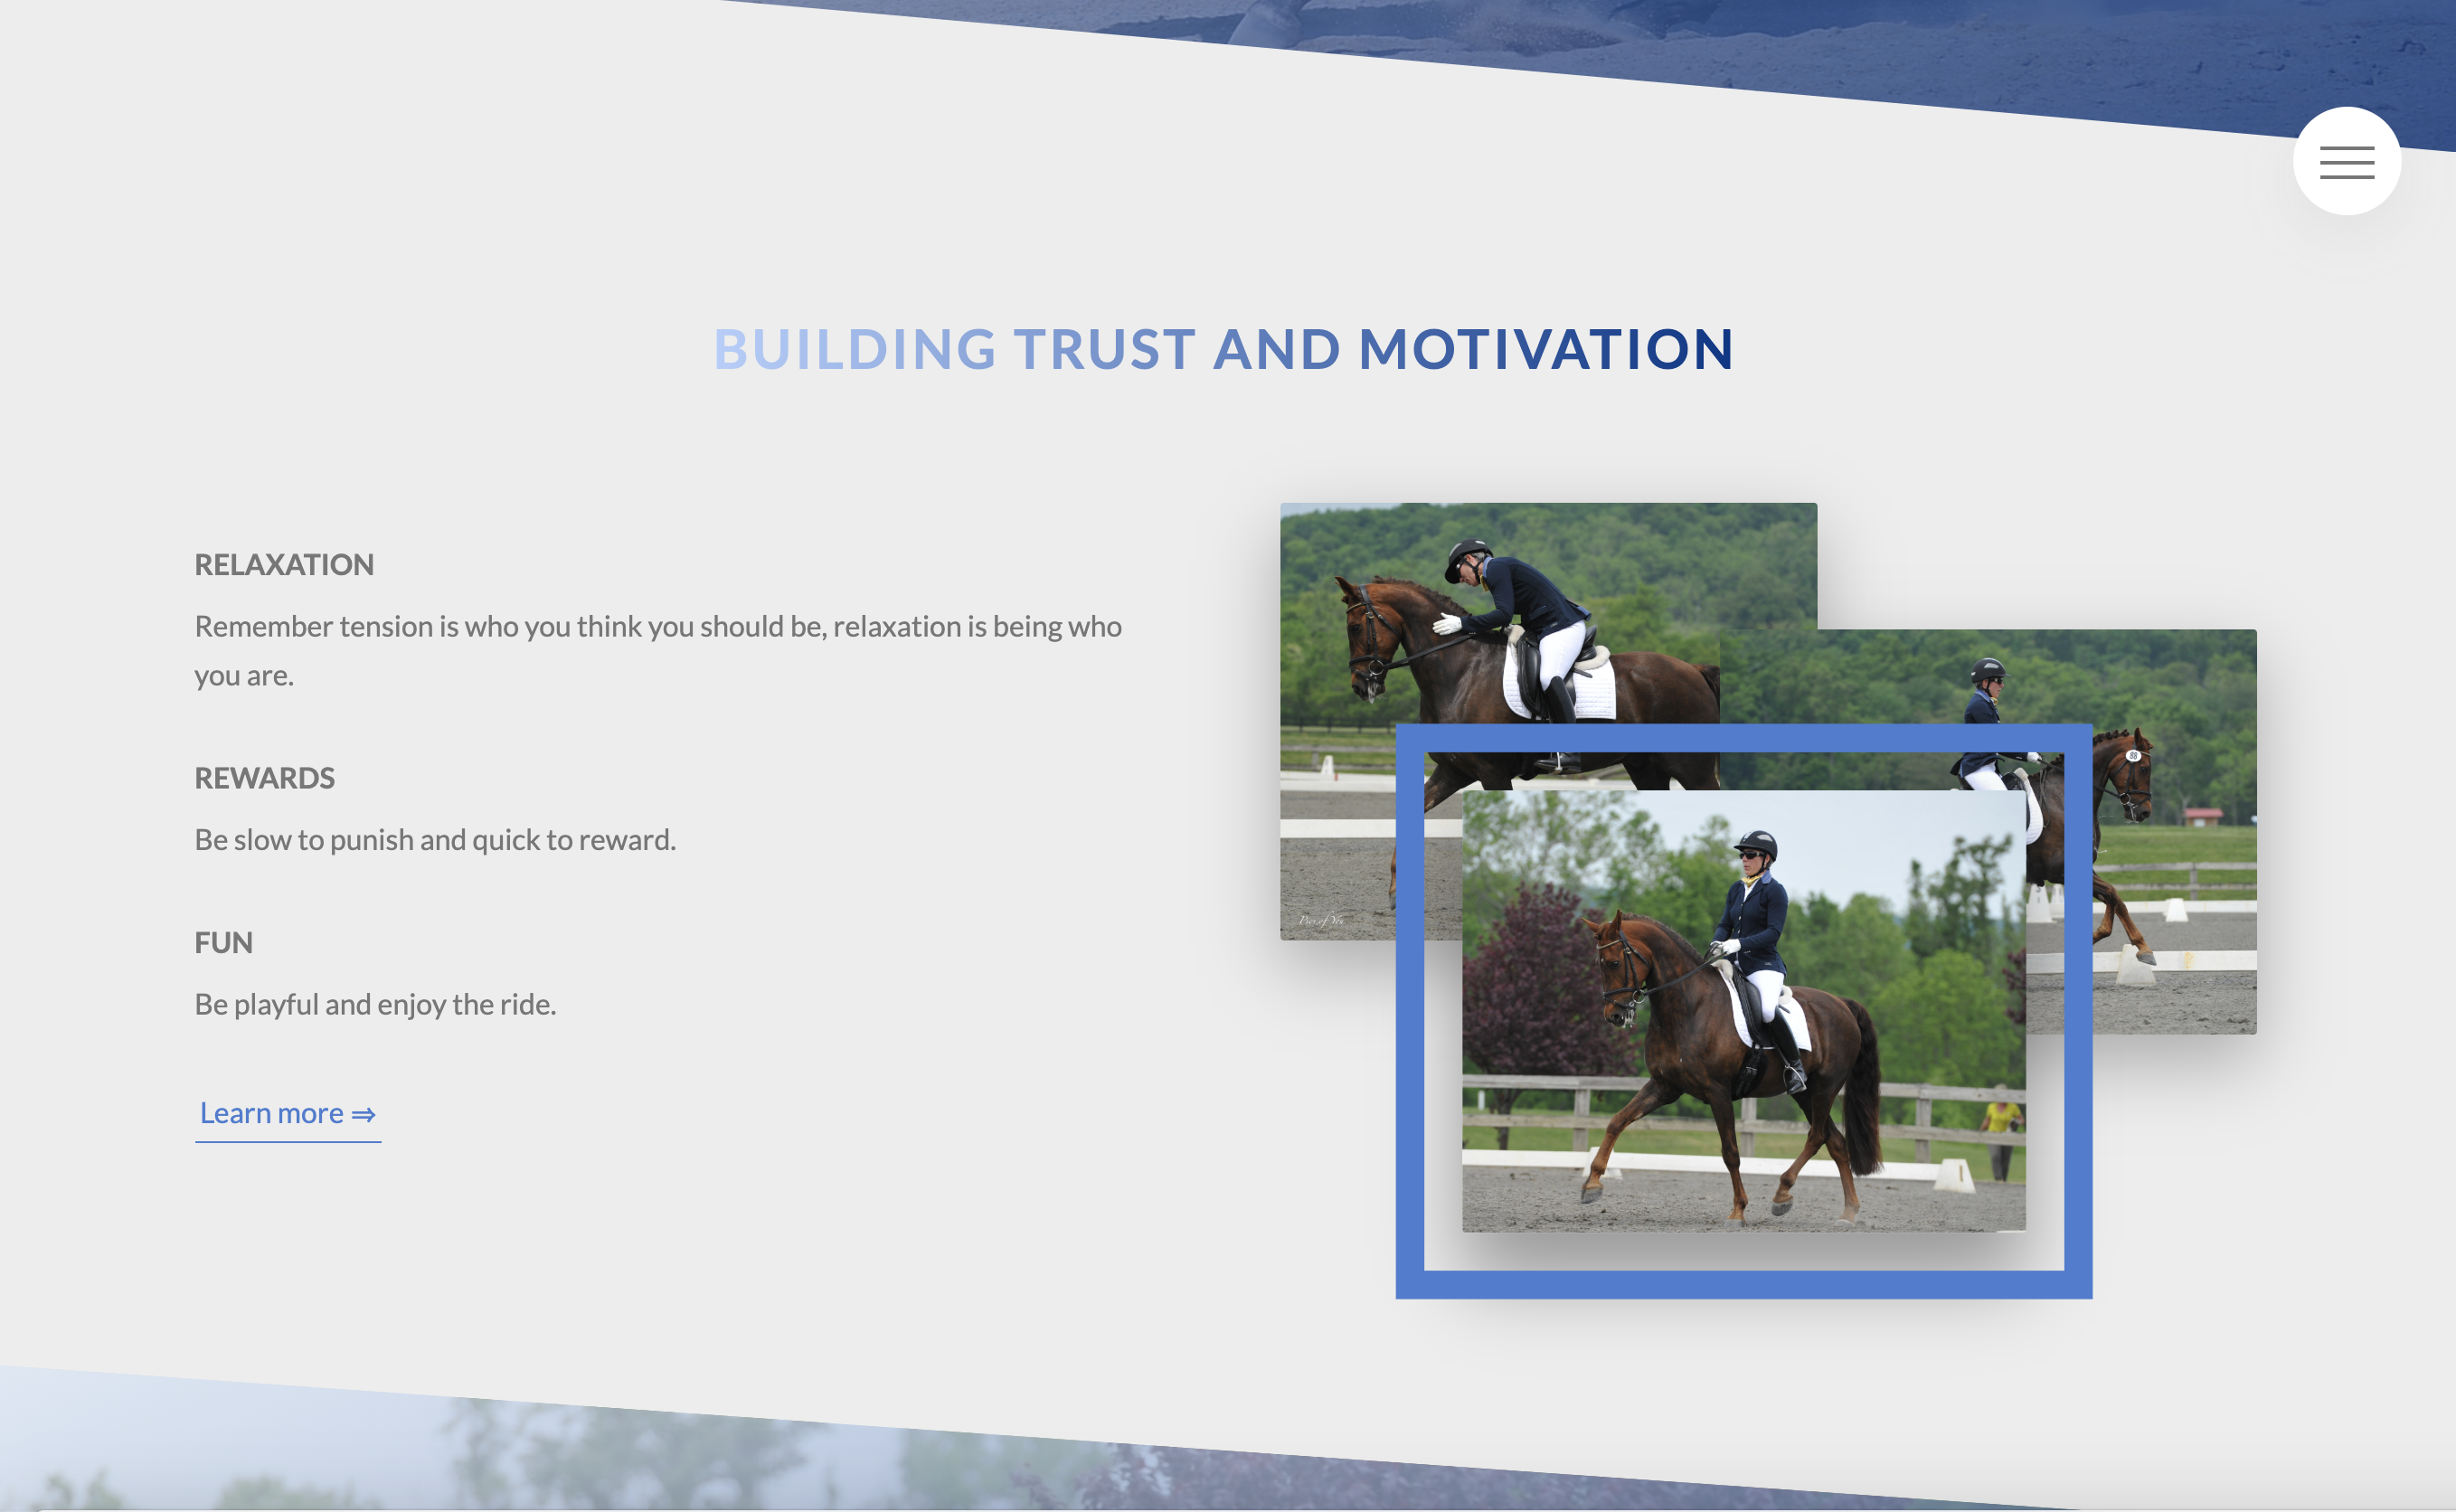 BUILDING TRUST AND MOTIVATION
RELAXATION
Remember tension is who you think you should be, relaxation is being who
you are.
REWARDS
Be slow to punish and quick to reward.
FUN
Be playful and enjoy the ride.
Learn more ⇒
88